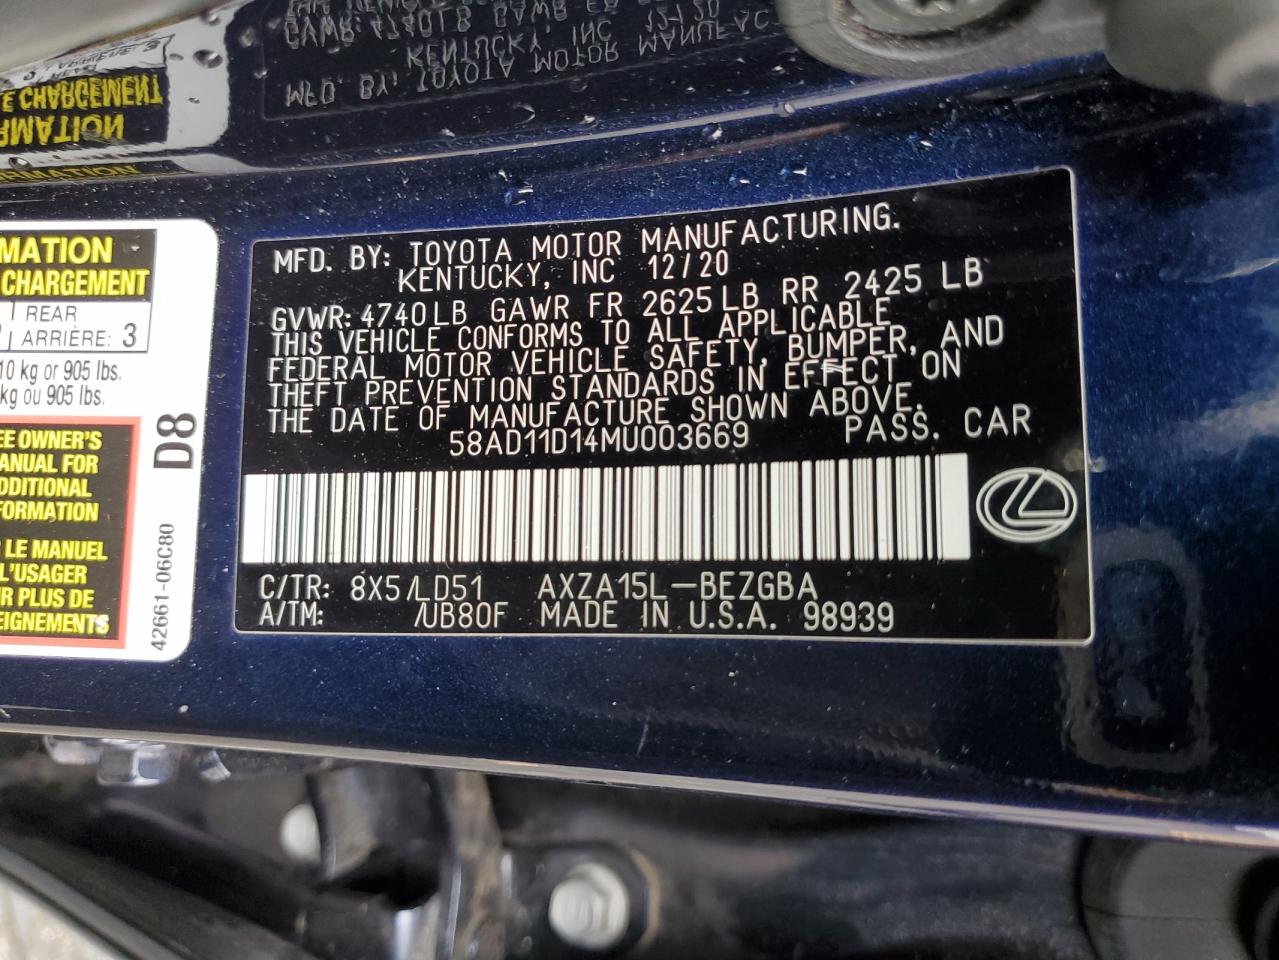 MFD. BY: TOYOTA MOTOR MANUFACTURING.
KENTUCKY, INC 12/20
GVWR: 4740LB GAWR FR 2625LB RR 2425 LB
THIS VEHICLE CONFORMS TO ALL APPLICABLE
FEDERAL MOTOR VEHICLE SAFETY, BUMPER, AND
THEFT PREVENTION STANDARDS IN EFFECT ON
THE DATE OF MANUFACTURE SHOWN ABOVE.
58AD11D14MU003669 PASS. CAR
C/TR: 8X5/LD51 AXZA15L-BEZGBA
A/TM: /UB80F MADE IN U.S.A. 98939
MATION
CHARGEMENT
REAR
ARRIÈRE: 3
10 kg or 905 lbs.
kg ou 905 lbs.
EE OWNER'S
MANUAL FOR
DDITIONAL
FORMATION
LE MANUEL
L'USAGER
UR PLUS DE
EIGNEMENTS
D8
42661-06C80
MFD. BY: TOYOTA MOTOR MANUFAC
KENTUCKY, INC
E CHARGEMENT
RMATION